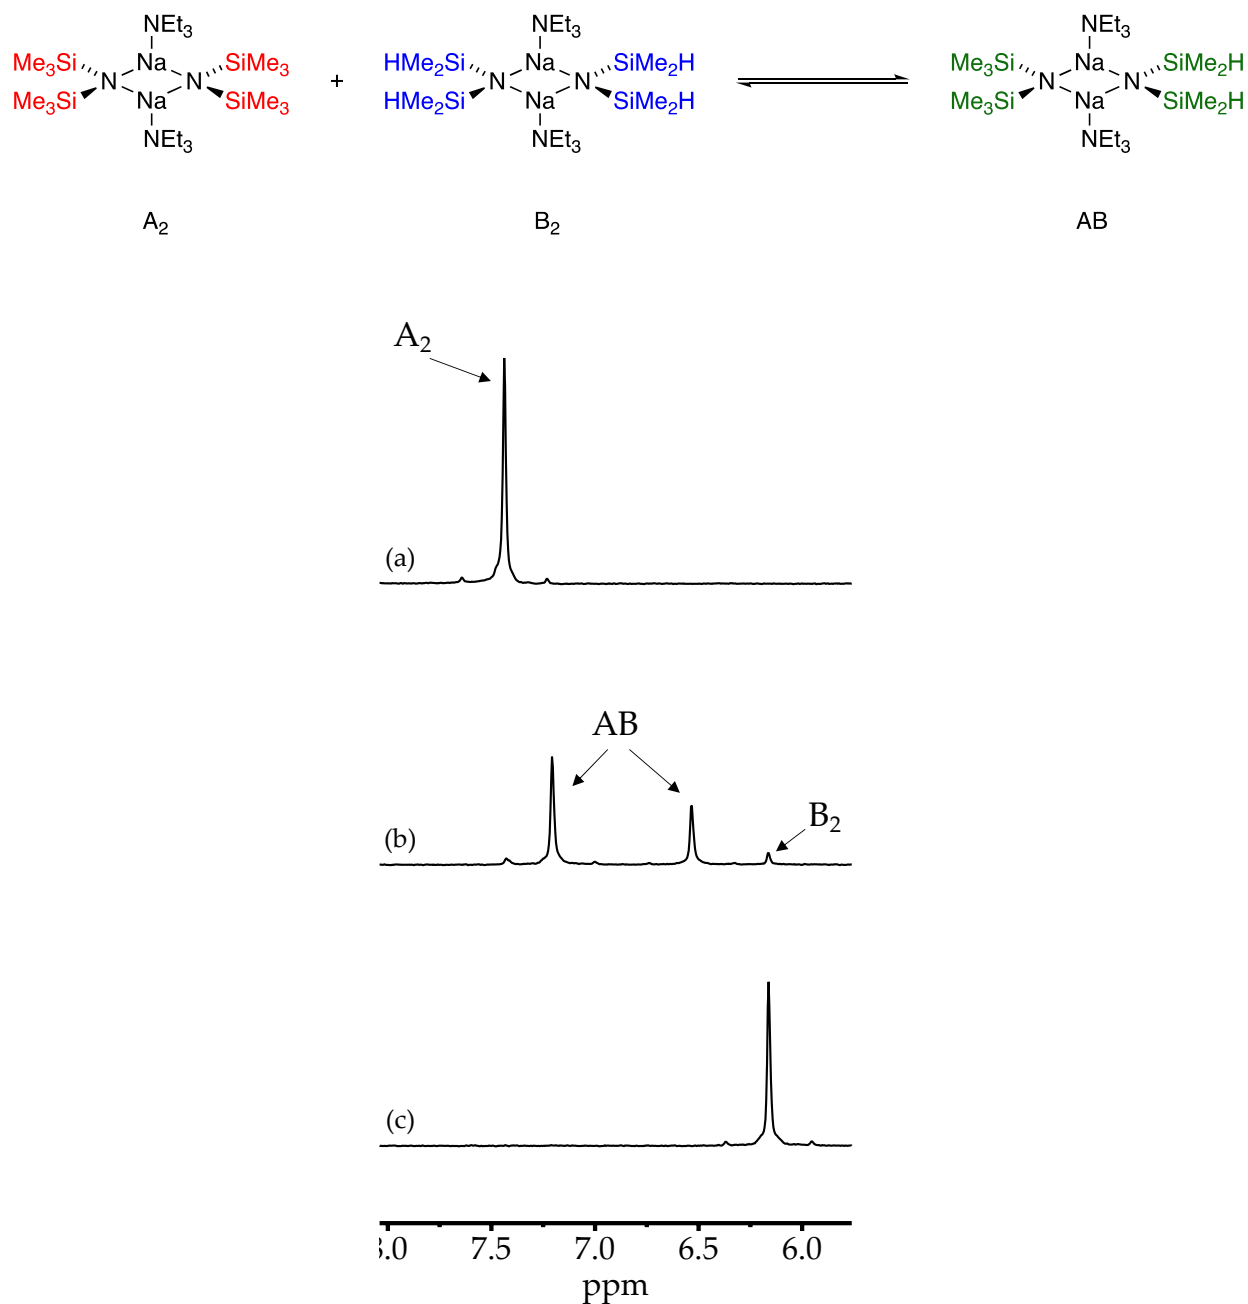 NEt3 NEt3 NEt3
Me3Si Na SiMe3 HMe2Si Na SiMe2H Me3Si Na SiMe2H
N N + N N N N
Me3Si Na SiMe3 HMe2Si Na SiMe2H Me3Si Na SiMe2H
NEt3 NEt3 NEt3
A2 B2 AB
A2
(a)
AB
B2
(b)
(c)
8.0 7.5 7.0 6.5 6.0
ppm